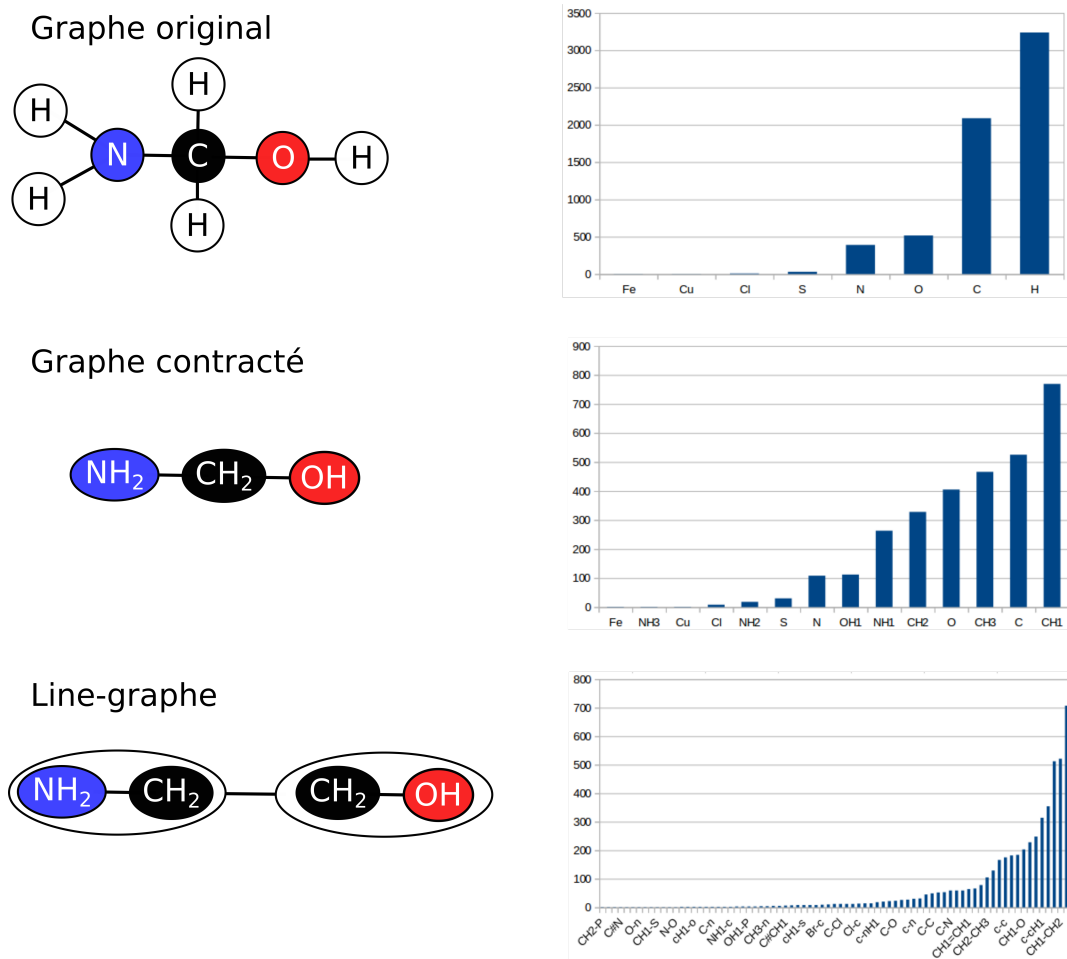 Graphe original
H
H
N
C
O
H
H
H
3500
3000
2500
2000
1500
1000
500
0
Fe Cu Cl S N O C H
Graphe contracté
NH2 CH2 OH
900
800
700
600
500
400
300
200
100
0
Fe NH3 Cu Cl NH2 S N OH1 NH1 CH2 O CH3 C CH1
Line-graphe
NH2 CH2 CH2 OH
800
700
600
500
400
300
200
100
0
CH2-P C#N O-n CH1-S N-O cH1-o C-n NH1-c OH1-P CH3-n C#CH1 cH1-s Br-c C-Cl Cl-c c-nH1 C-O c-n C-C C-N CH1=CH1 CH2-CH3 c-c CH1-O c-cH1 CH1-CH2